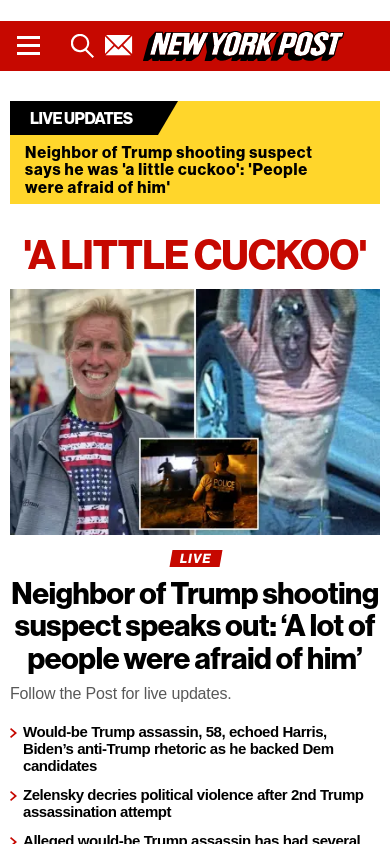 NEW YORK POST
LIVE UPDATES
Neighbor of Trump shooting suspect
says he was 'a little cuckoo': 'People
were afraid of him'
'A LITTLE CUCKOO'
POLICE
LIVE
Neighbor of Trump shooting
suspect speaks out: ‘A lot of
people were afraid of him’
Follow the Post for live updates.
Would-be Trump assassin, 58, echoed Harris,
Biden’s anti-Trump rhetoric as he backed Dem
candidates
Zelensky decries political violence after 2nd Trump
assassination attempt
Alleged would-be Trump assassin has had several